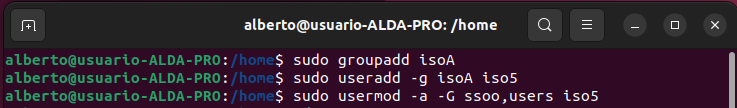 alberto@usuario-ALDA-PRO: /home
alberto@usuario-ALDA-PRO:/home$ sudo groupadd isoA
alberto@usuario-ALDA-PRO:/home$ sudo useradd -g isoA iso5
alberto@usuario-ALDA-PRO:/home$ sudo usermod -a -G ssoo,users iso5